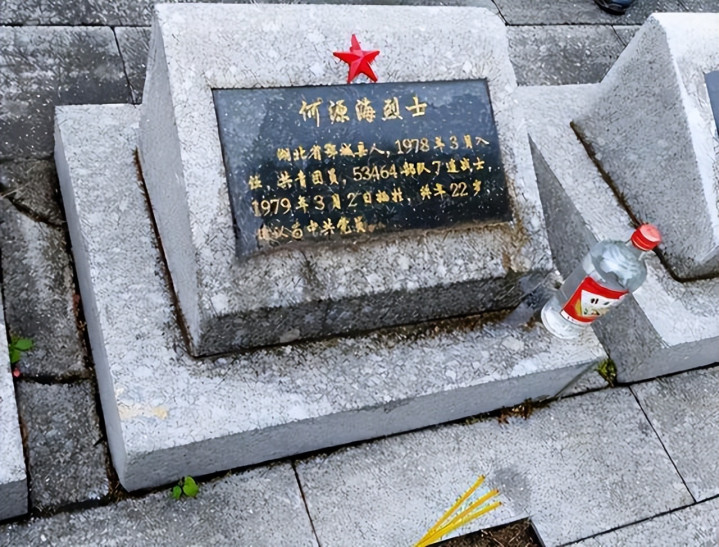 何源海烈士
湖北省鄂城县人，1978年3月入
伍，共青团员，53464部队7连战士，
1979年3月2日牺牲，终年22岁
追认为中共党员。